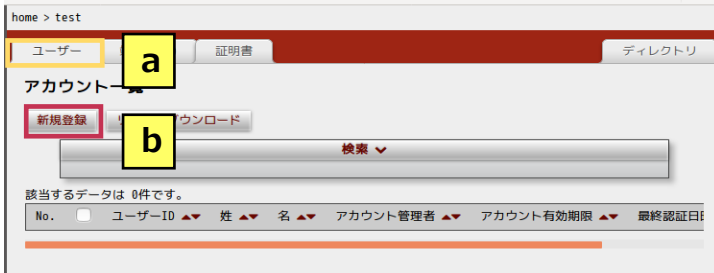 home > test
ユーザー a 証明書 ディレクトリ
アカウント一覧
新規登録 b ウンロード
検索
該当するデータは 0件です。
No. ユーザーID ▲▼ 姓 ▲▼ 名 ▲▼ アカウント管理者 ▲▼ アカウント有効期限 ▲▼ 最終認証日